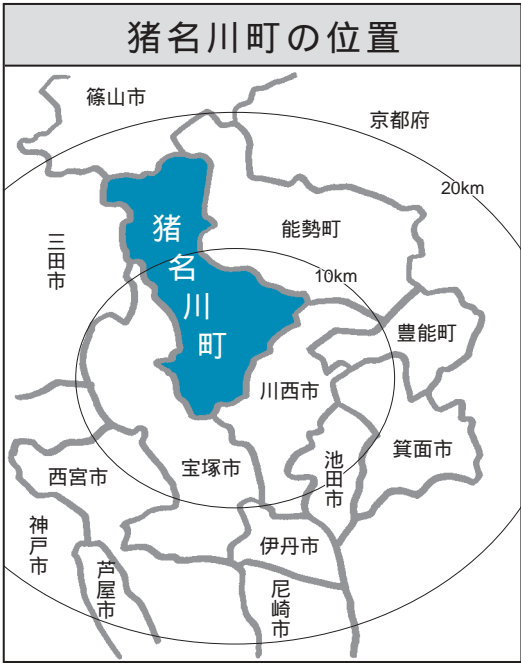 猪名川町の位置
篠山市
京都府
20km
能勢町
猪名川町
三田市
10km
豊能町
川西市
箕面市
池田市
宝塚市
西宮市
伊丹市
神戸市
芦屋市
尼崎市